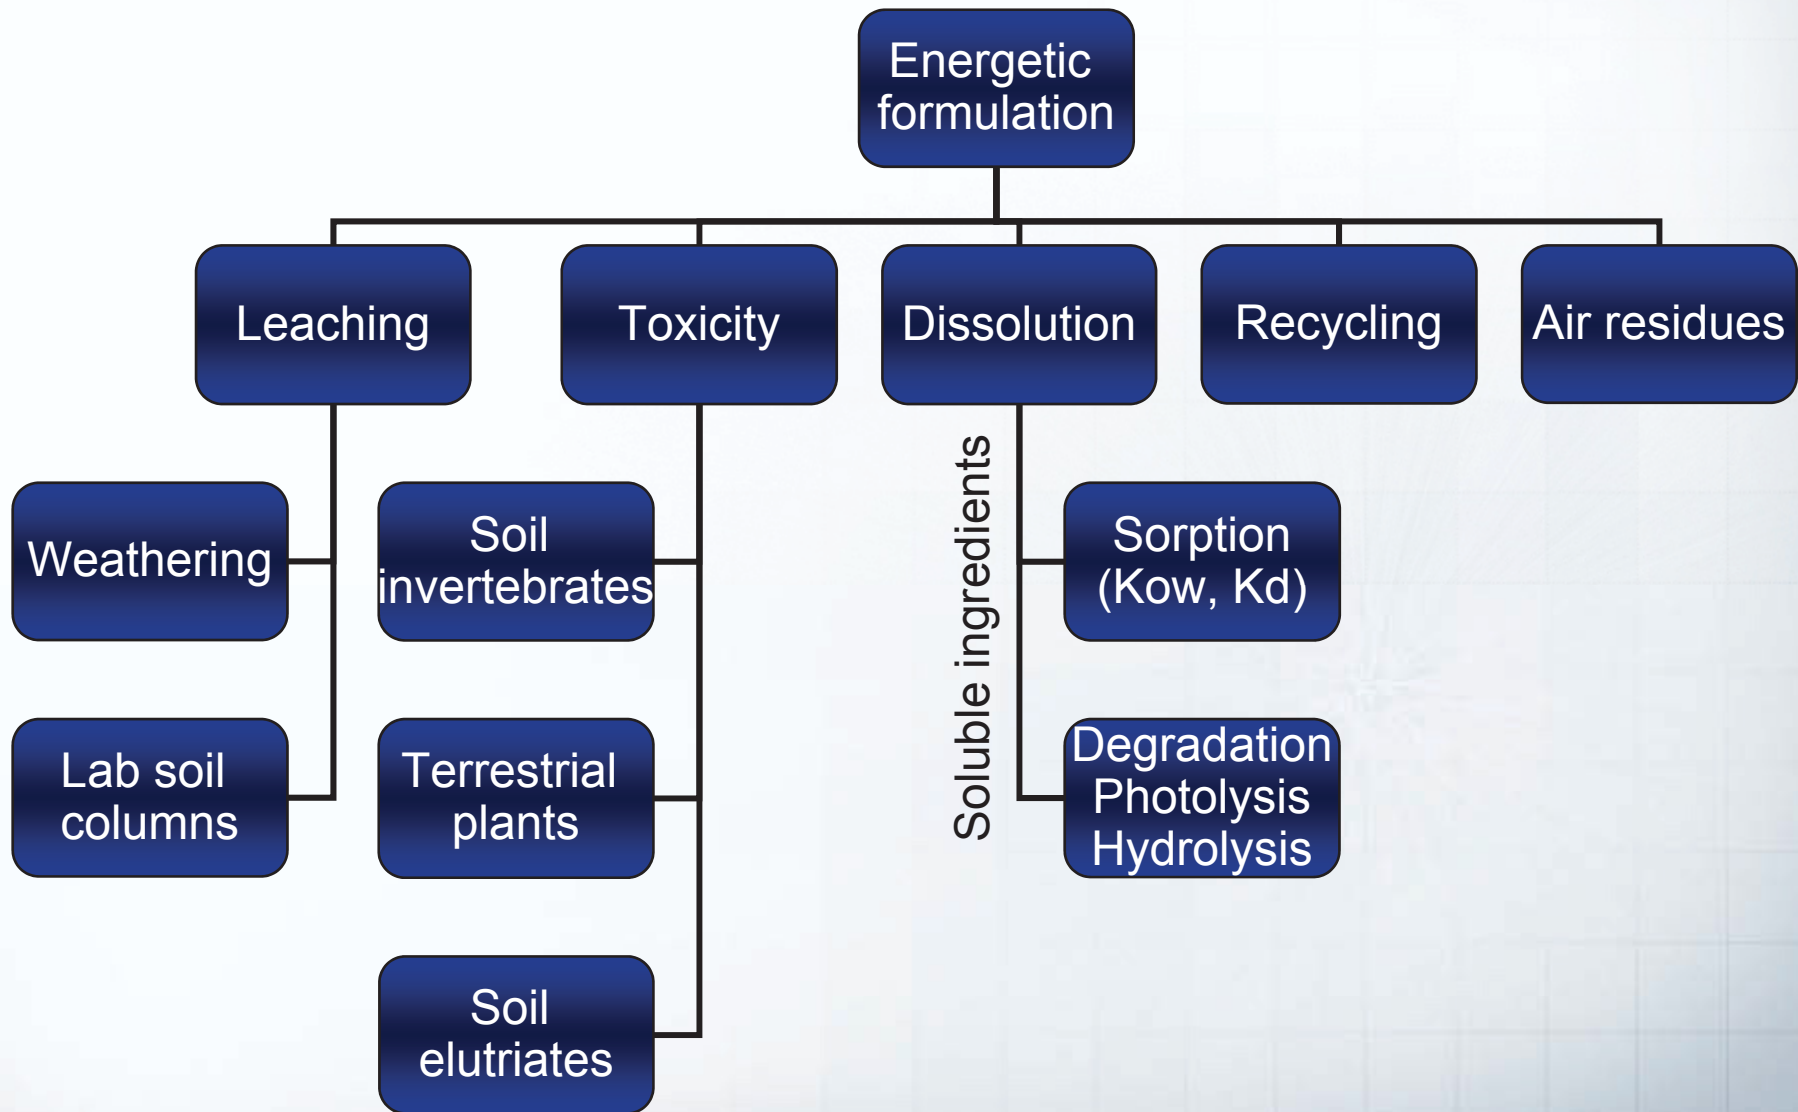 Energetic
formulation
Leaching
Toxicity
Dissolution
Recycling
Air residues
Weathering
Lab soil
columns
Soil
invertebrates
Terrestrial
plants
Soil
elutriates
Soluble ingredients
Sorption
(Kow, Kd)
Degradation
Photolysis
Hydrolysis